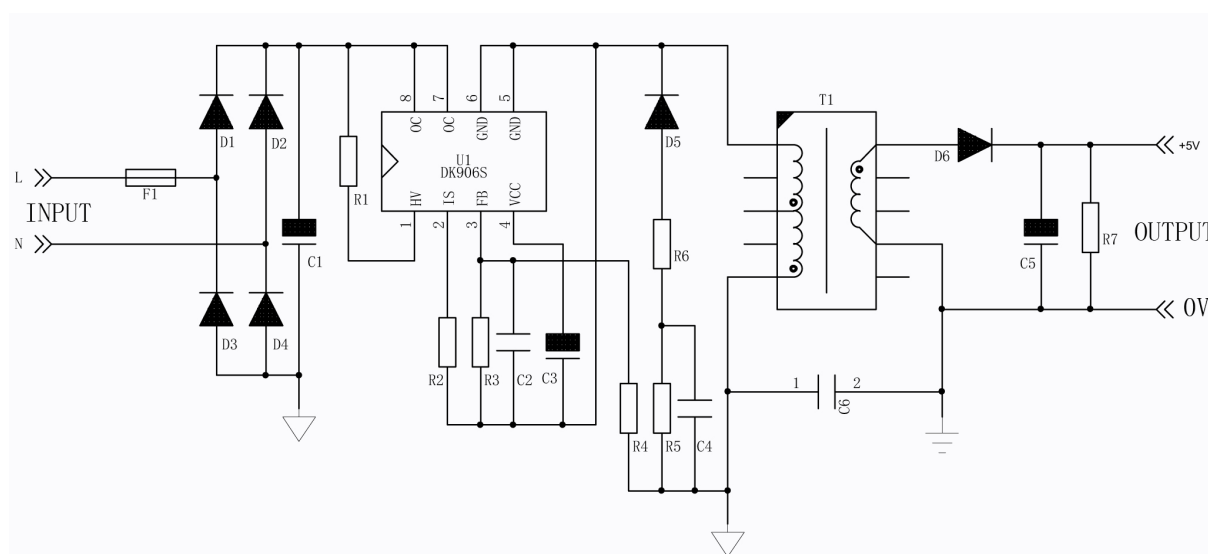 T1
8
7
6
5
OC
OC
GND
GND
D1
D2
D5
D6
+5V
U1
DK906S
L
F1
R1
HV
IS
FB
VCC
INPUT
1
2
3
4
N
C1
R6
C5
R7
OUTPUT
D3
D4
R2
R3
C2
C3
0V
1
2
C6
R4
R5
C4